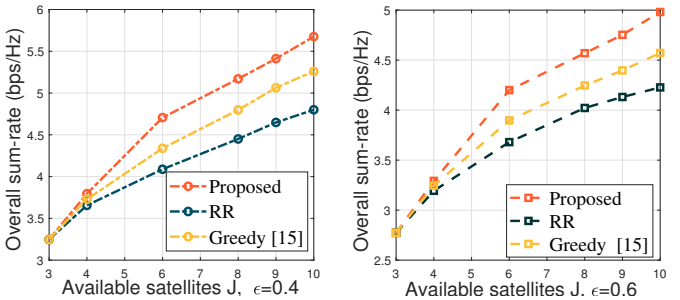 Overall sum-rate (bps/Hz)
6
5.5
5
4.5
4
3.5
3
3 4 5 6 7 8 9 10
Proposed
RR
Greedy [15]
Available satellites J, ϵ=0.4
Overall sum-rate (bps/Hz)
5
4.5
4
3.5
3
2.5
3 4 5 6 7 8 9 10
Proposed
RR
Greedy [15]
Available satellites J, ϵ=0.6